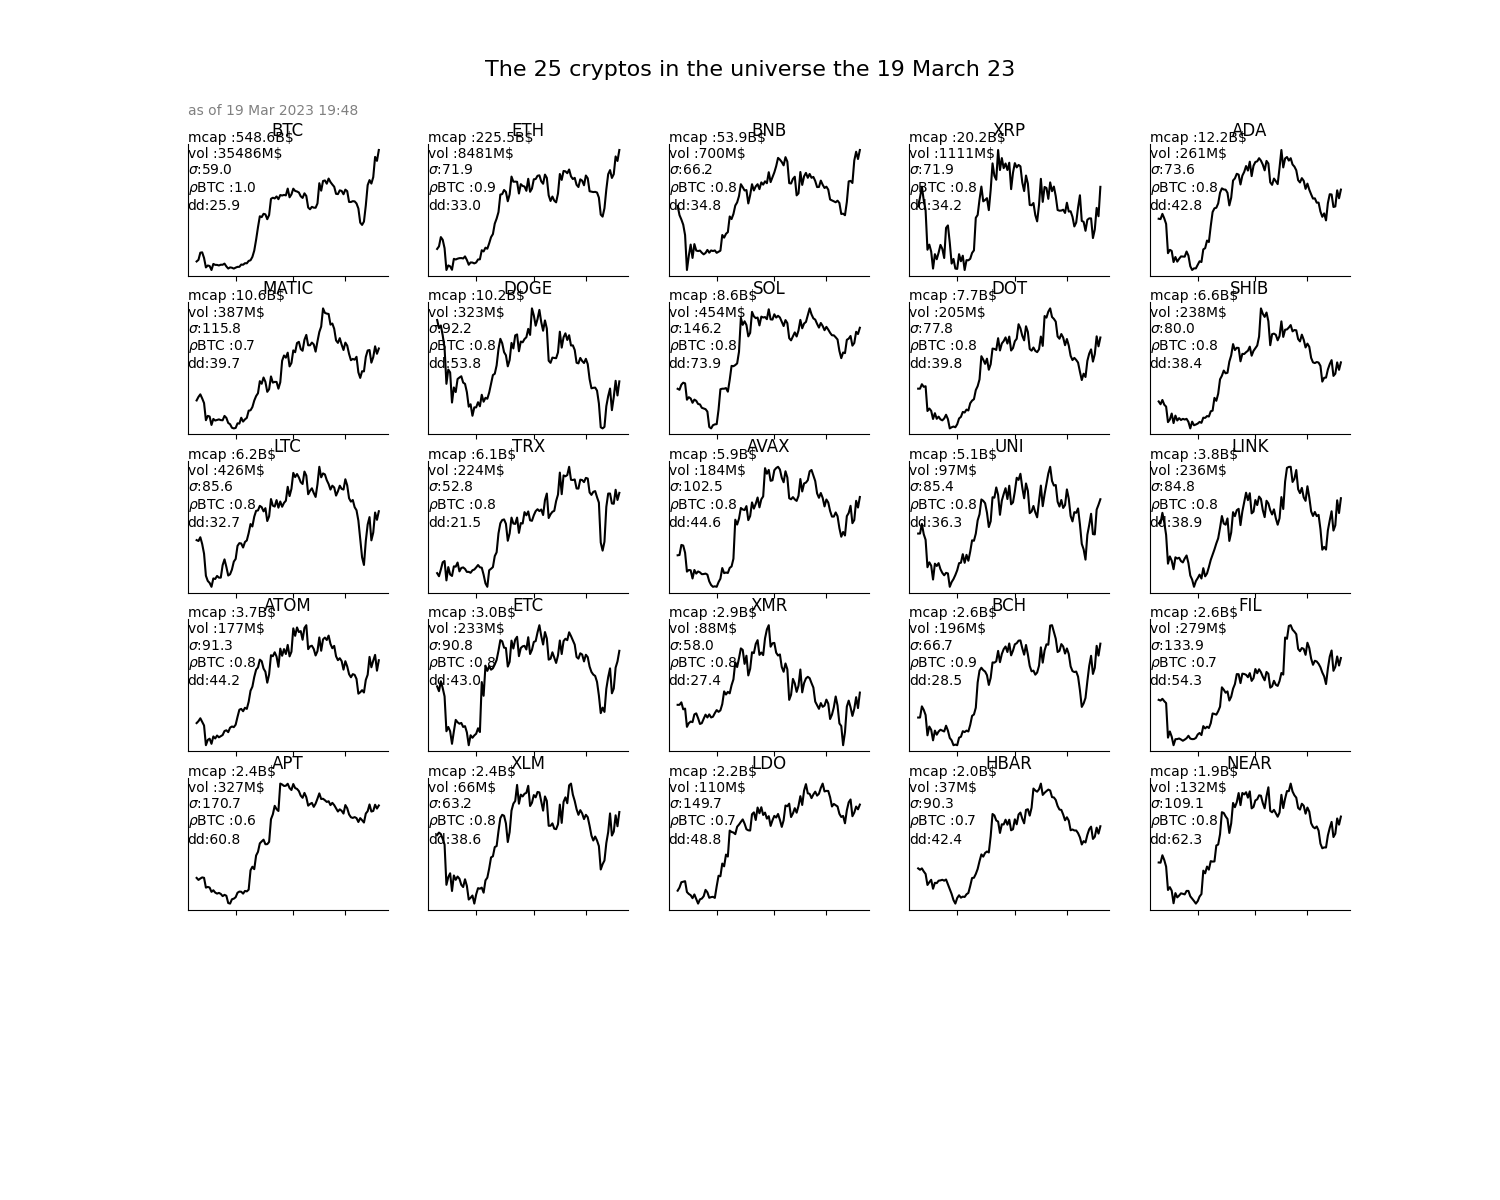 The 25 cryptos in the universe the 19 March 23
as of 19 Mar 2023 19:48
BTC
mcap :548.6B$
vol :35486M$
σ:59.0
ρBTC :1.0
dd:25.9
ETH
mcap :225.5B$
vol :8481M$
σ:71.9
ρBTC :0.9
dd:33.0
BNB
mcap :53.9B$
vol :700M$
σ:66.2
ρBTC :0.8
dd:34.8
XRP
mcap :20.2B$
vol :1111M$
σ:71.9
ρBTC :0.8
dd:34.2
ADA
mcap :12.2B$
vol :261M$
σ:73.6
ρBTC :0.8
dd:42.8
MATIC
mcap :10.6B$
vol :387M$
σ:115.8
ρBTC :0.7
dd:39.7
DOGE
mcap :10.2B$
vol :323M$
σ:92.2
ρBTC :0.8
dd:53.8
SOL
mcap :8.6B$
vol :454M$
σ:146.2
ρBTC :0.8
dd:73.9
DOT
mcap :7.7B$
vol :205M$
σ:77.8
ρBTC :0.8
dd:39.8
SHIB
mcap :6.6B$
vol :238M$
σ:80.0
ρBTC :0.8
dd:38.4
LTC
mcap :6.2B$
vol :426M$
σ:85.6
ρBTC :0.8
dd:32.7
TRX
mcap :6.1B$
vol :224M$
σ:52.8
ρBTC :0.8
dd:21.5
AVAX
mcap :5.9B$
vol :184M$
σ:102.5
ρBTC :0.8
dd:44.6
UNI
mcap :5.1B$
vol :97M$
σ:85.4
ρBTC :0.8
dd:36.3
LINK
mcap :3.8B$
vol :236M$
σ:84.8
ρBTC :0.8
dd:38.9
ATOM
mcap :3.7B$
vol :177M$
σ:91.3
ρBTC :0.8
dd:44.2
ETC
mcap :3.0B$
vol :233M$
σ:90.8
ρBTC :0.8
dd:43.0
XMR
mcap :2.9B$
vol :88M$
σ:58.0
ρBTC :0.8
dd:27.4
BCH
mcap :2.6B$
vol :196M$
σ:66.7
ρBTC :0.9
dd:28.5
FIL
mcap :2.6B$
vol :279M$
σ:133.9
ρBTC :0.7
dd:54.3
APT
mcap :2.4B$
vol :327M$
σ:170.7
ρBTC :0.6
dd:60.8
XLM
mcap :2.4B$
vol :66M$
σ:63.2
ρBTC :0.8
dd:38.6
LDO
mcap :2.2B$
vol :110M$
σ:149.7
ρBTC :0.7
dd:48.8
HBAR
mcap :2.0B$
vol :37M$
σ:90.3
ρBTC :0.7
dd:42.4
NEAR
mcap :1.9B$
vol :132M$
σ:109.1
ρBTC :0.8
dd:62.3